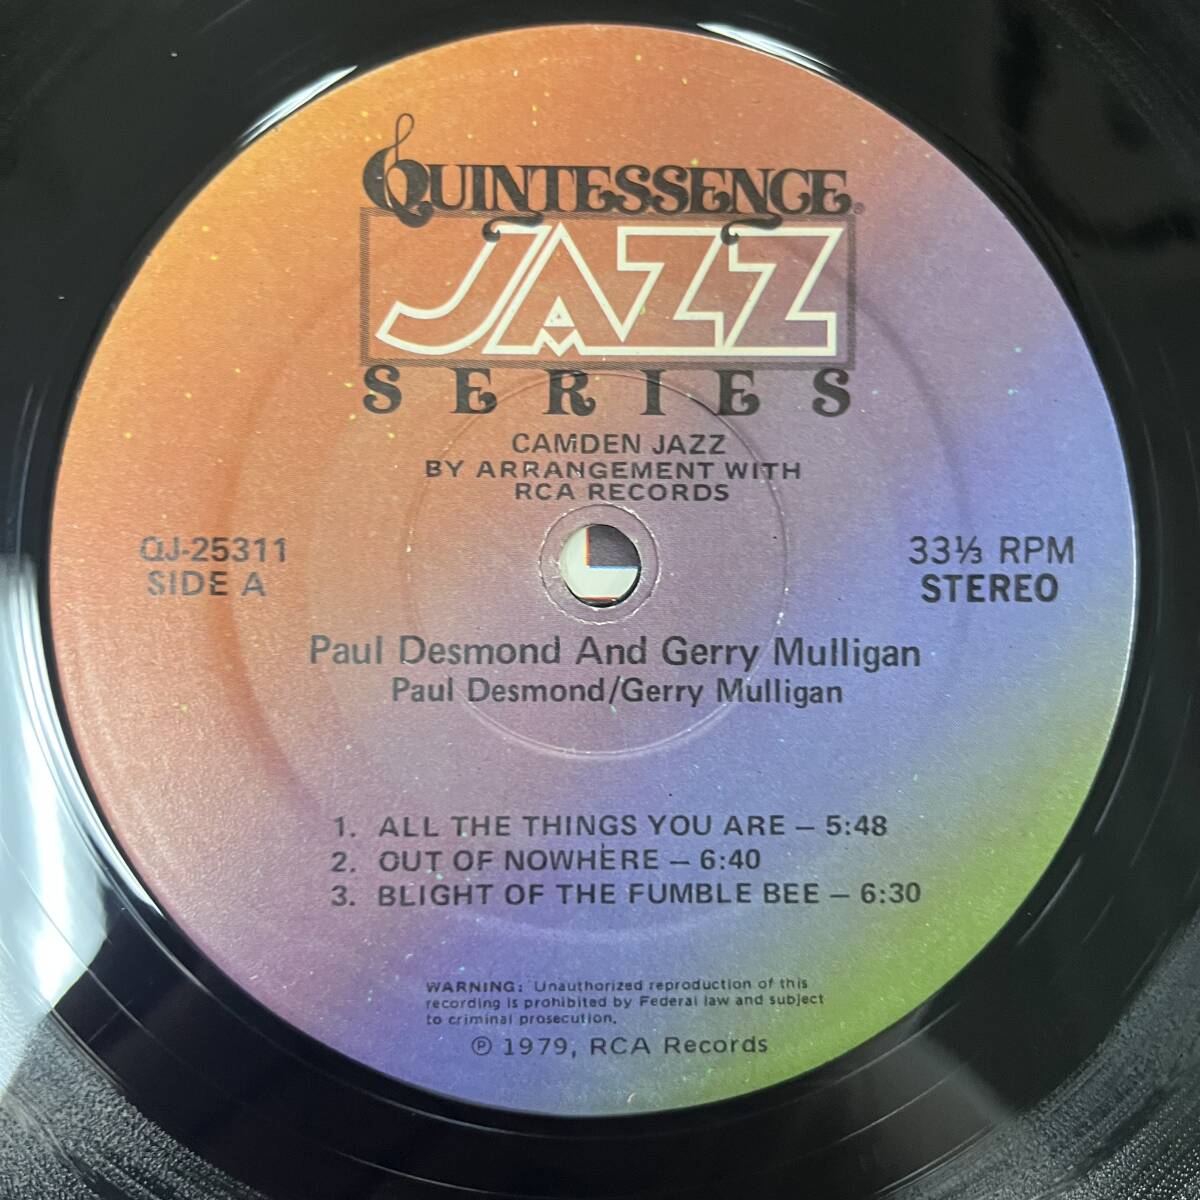 QUINTESSENCE®
JAZZ
SERIES
CAMDEN JAZZ
BY ARRANGEMENT WITH
RCA RECORDS
QJ-25311
SIDE A
33⅓ RPM
STEREO
Paul Desmond And Gerry Mulligan
Paul Desmond/Gerry Mulligan
1. ALL THE THINGS YOU ARE – 5:48
2. OUT OF NOWHERE – 6:40
3. BLIGHT OF THE FUMBLE BEE – 6:30
WARNING: Unauthorized reproduction of this
recording is prohibited by Federal law and subject
to criminal prosecution.
℗ 1979, RCA Records